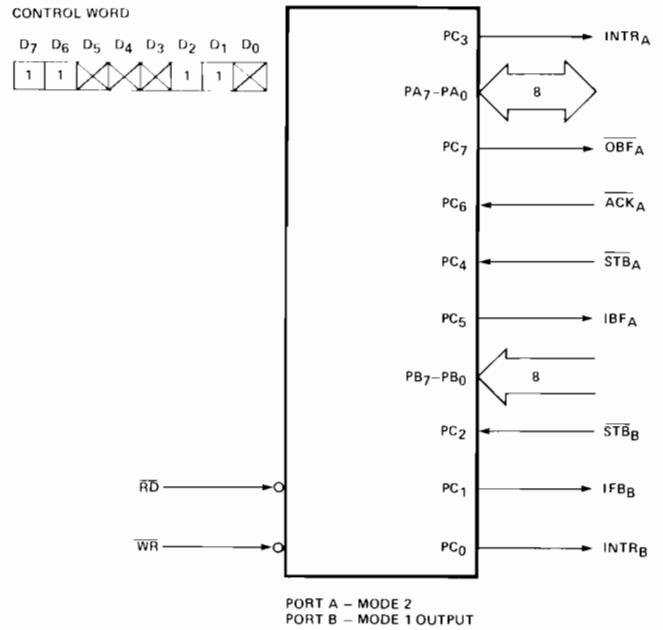 CONTROL WORD
D7 D6 D5 D4 D3 D2 D1 D0
1 1 1 1
PC3 INTRA
PA7–PA0 8
PC7 OBFA
PC6 ACKA
PC4 STBA
PC5 IBFA
PB7–PB0 8
PC2 STBB
RD PC1 IFBB
WR PC0 INTRB
PORT A – MODE 2
PORT B – MODE 1 OUTPUT